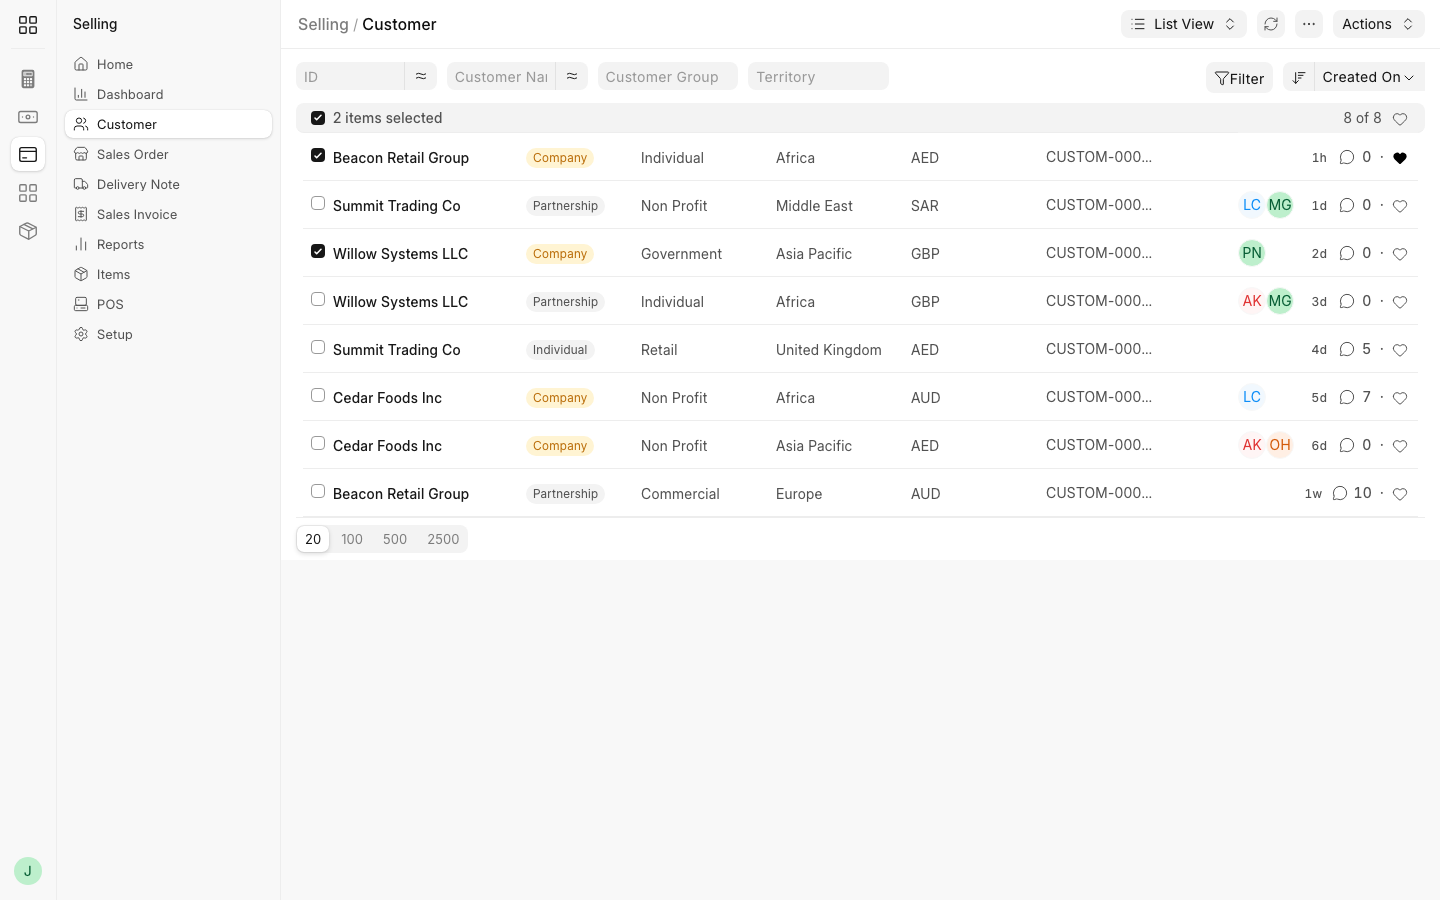 Selling
Home
Dashboard
Customer
Sales Order
Delivery Note
Sales Invoice
Reports
Items
POS
Setup
J
Selling / Customer
List View
Actions
ID ≈
Customer Nar ≈
Customer Group
Territory
Filter
Created On
2 items selected 8 of 8
Beacon Retail Group Company Individual Africa AED CUSTOM-000... 1h 0 ·
Summit Trading Co Partnership Non Profit Middle East SAR CUSTOM-000... LC MG 1d 0 ·
Willow Systems LLC Company Government Asia Pacific GBP CUSTOM-000... PN 2d 0 ·
Willow Systems LLC Partnership Individual Africa GBP CUSTOM-000... AK MG 3d 0 ·
Summit Trading Co Individual Retail United Kingdom AED CUSTOM-000... 4d 5 ·
Cedar Foods Inc Company Non Profit Africa AUD CUSTOM-000... LC 5d 7 ·
Cedar Foods Inc Company Non Profit Asia Pacific AED CUSTOM-000... AK OH 6d 0 ·
Beacon Retail Group Partnership Commercial Europe AUD CUSTOM-000... 1w 10 ·
20 100 500 2500